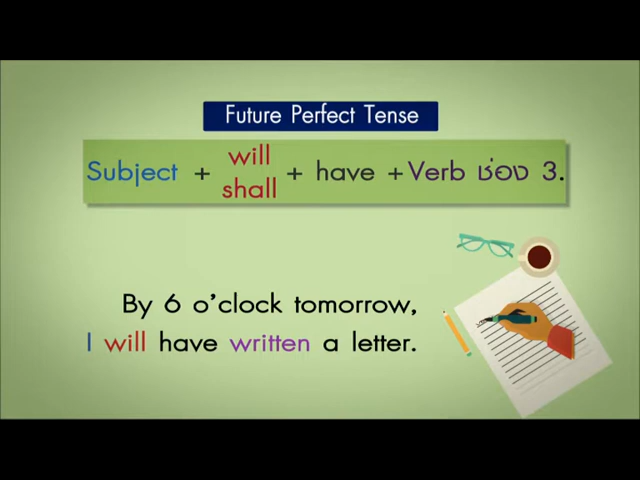 Future Perfect Tense
Subject + will shall + have + Verb ช่อง 3.
By 6 o’clock tomorrow,
I will have written a letter.